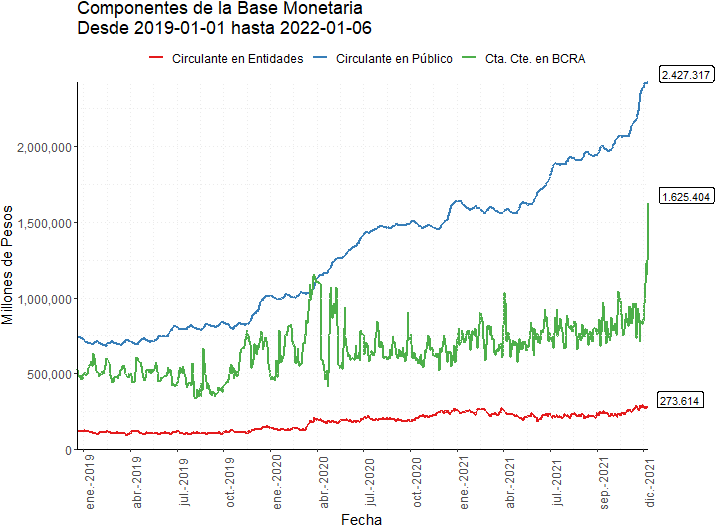 Componentes de la Base Monetaria
Desde 2019-01-01 hasta 2022-01-06
Circulante en Entidades Circulante en Público Cta. Cte. en BCRA
2.427.317
2,000,000
1.625.404
1,500,000
1,000,000
500,000
273.614
0
Millones de Pesos
ene.-2019 abr.-2019 jul.-2019 oct.-2019 ene.-2020 abr.-2020 jul.-2020 oct.-2020 ene.-2021 abr.-2021 jul.-2021 sep.-2021 dic.-2021
Fecha